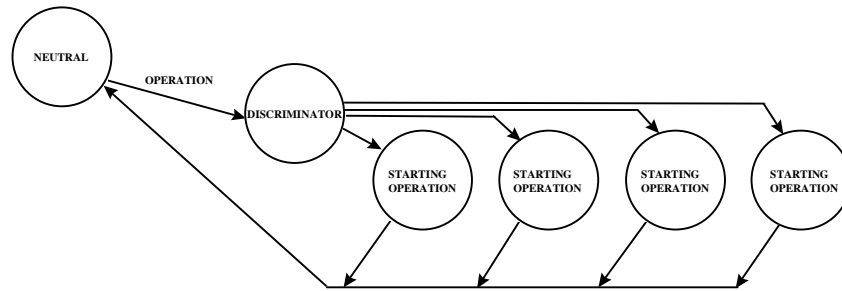 NEUTRAL
OPERATION
DISCRIMINATOR
STARTING
OPERATION
STARTING
OPERATION
STARTING
OPERATION
STARTING
OPERATION